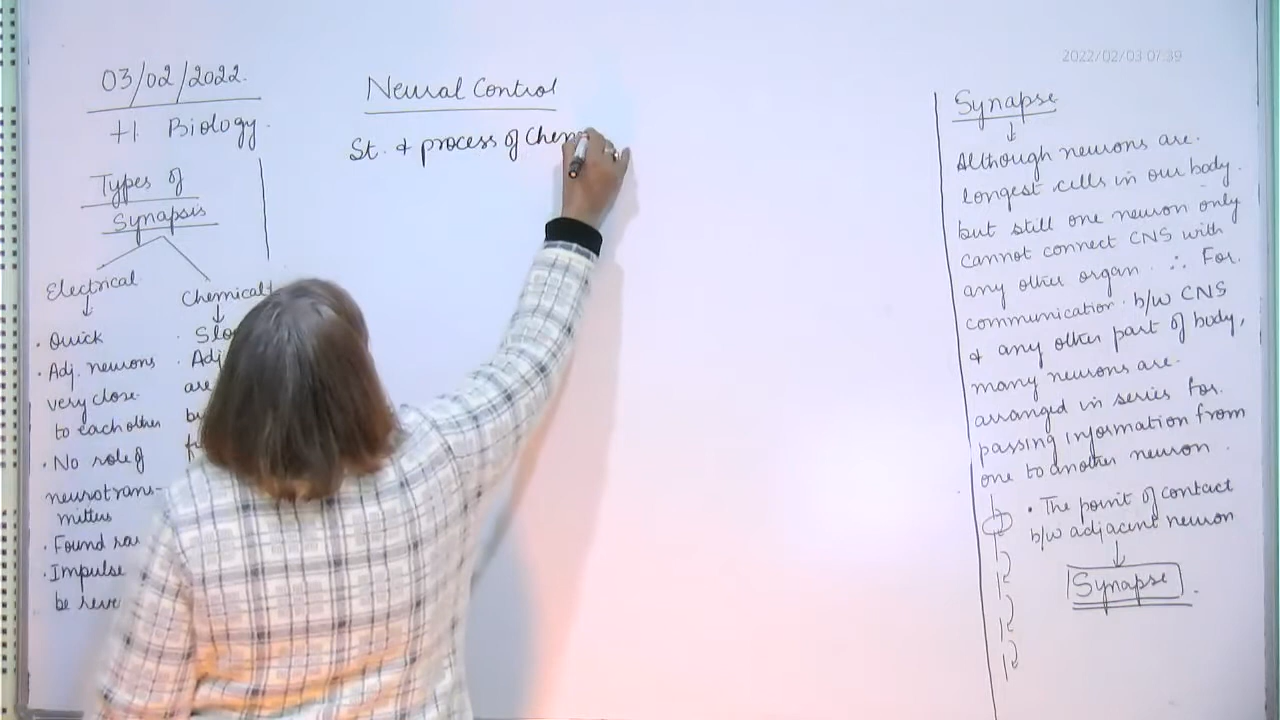 2022/02/03 07:39
03/02/2022.
+1 Biology.
Types of
Synapsis
Electrical
· Quick
· Adj. neurons
very close
to each other
· No role of
neurotrans-
mitters
· Found
· Impulse
be
Chemical
·
· Adj
are
by
Neural Control
St. & process of Chem
Synapse
Although neurons are.
longest cells in our body.
but still one neuron only
cannot connect CNS with
any other organ. ∴ For.
communication b/w CNS
& any other part of body,
many neurons are.
arranged in series for.
passing information from
one to another neuron.
· The point of contact
b/w adjacent neuron
Synapse.